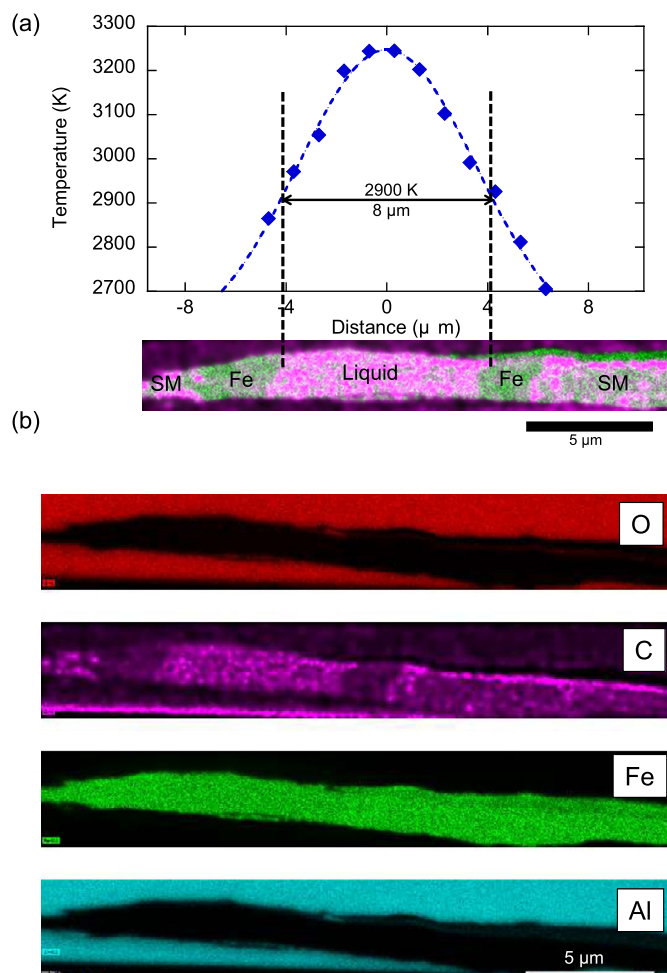 (a)
3300
3200
3100
3000
2900
2800
2700
Temperature (K)
2900 K
8 μm
-8
-4
0
4
8
Distance (μ m)
SM
Fe
Liquid
Fe
SM
5 μm
(b)
O
C
Fe
Al
5 μm